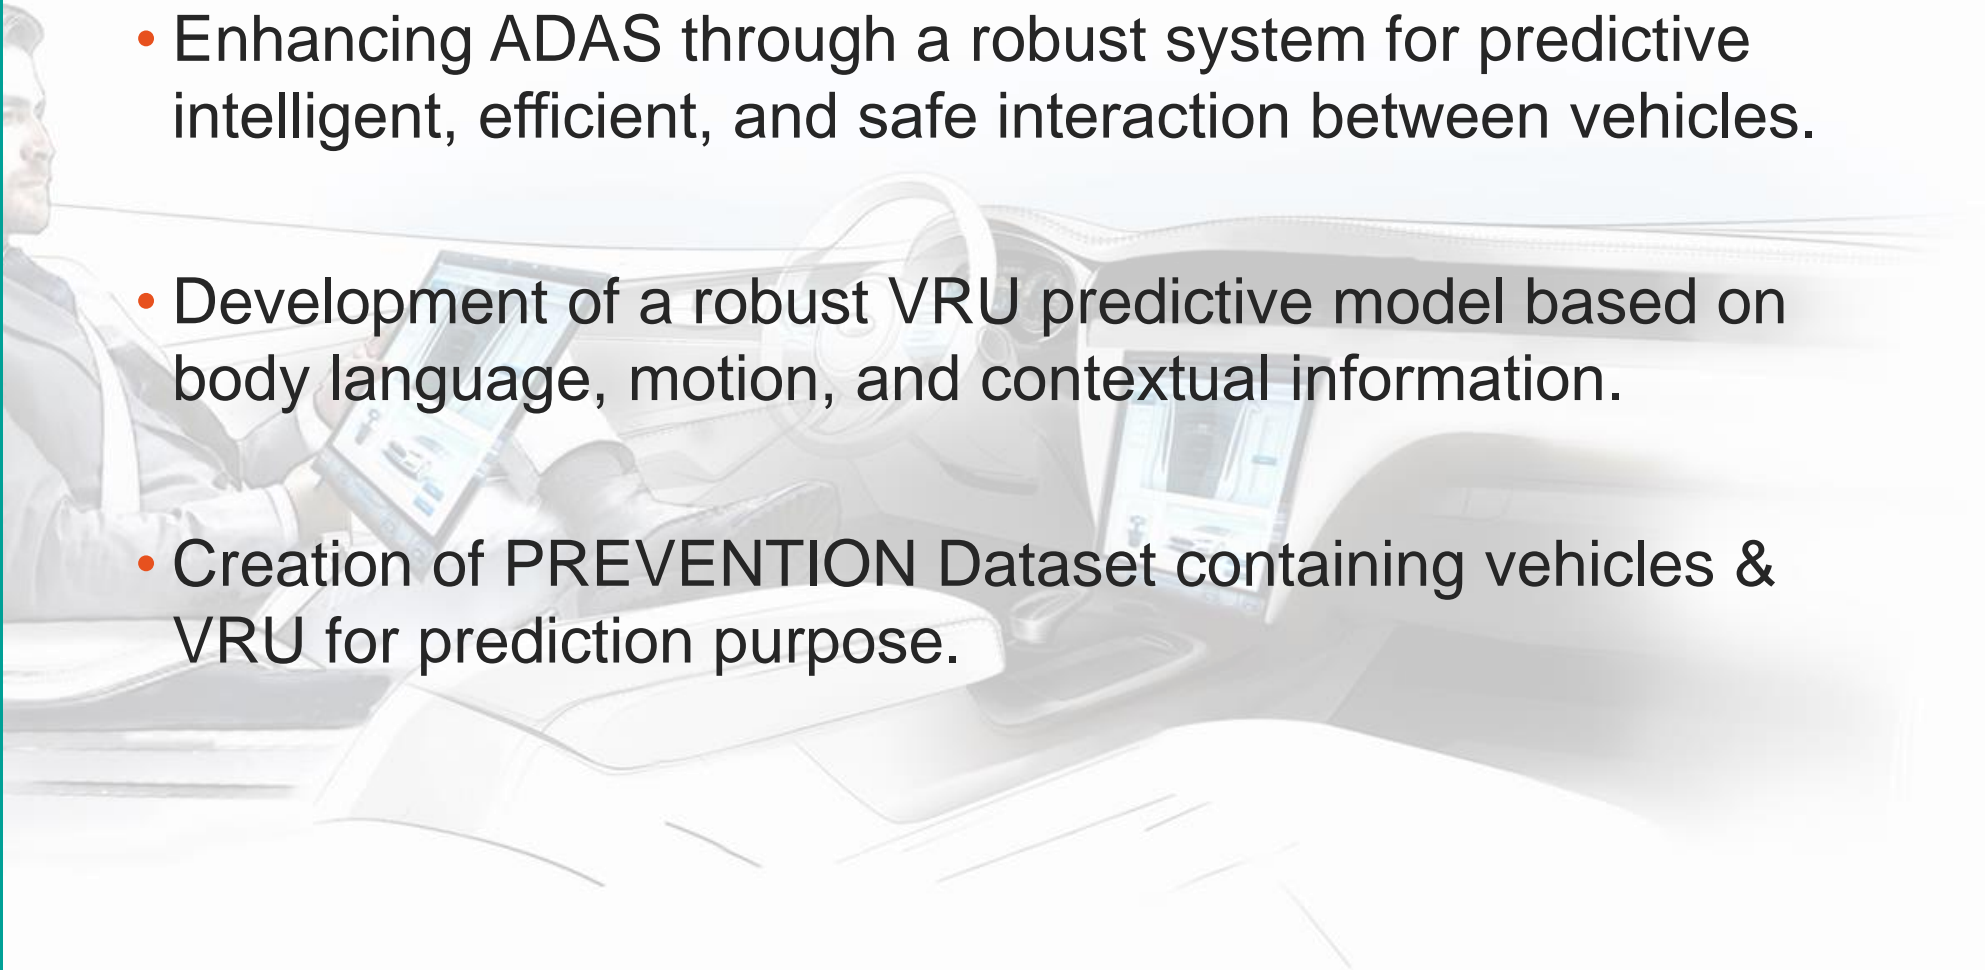 • Enhancing ADAS through a robust system for predictive
intelligent, efficient, and safe interaction between vehicles.
• Development of a robust VRU predictive model based on
body language, motion, and contextual information.
• Creation of PREVENTION Dataset containing vehicles &
VRU for prediction purpose.